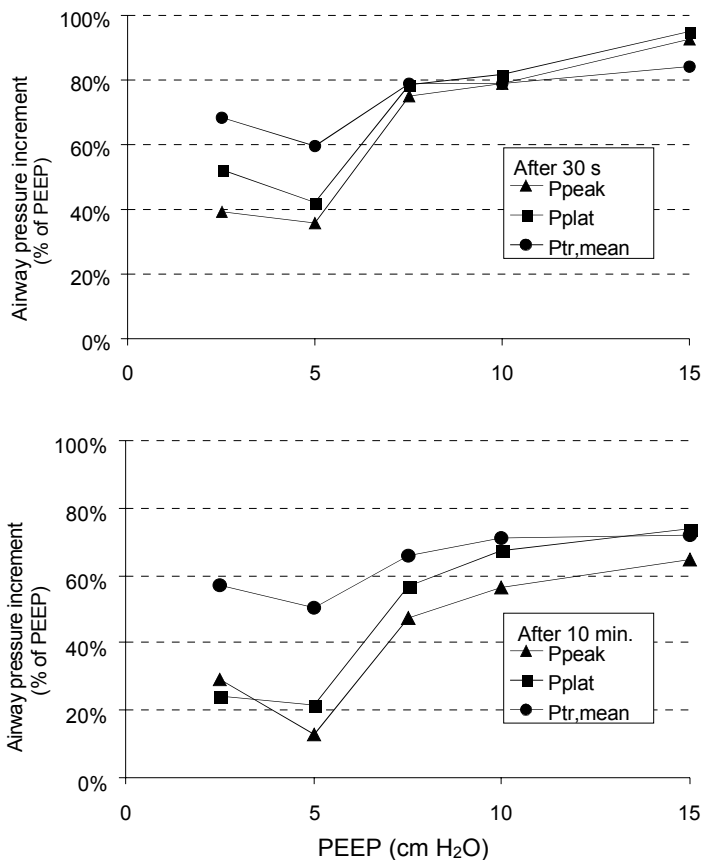 100%
80%
60%
40%
20%
0%
Airway pressure increment
(% of PEEP)
After 30 s
Ppeak
Pplat
Ptr,mean
0 5 10 15
100%
80%
60%
40%
20%
0%
Airway pressure increment
(% of PEEP)
After 10 min.
Ppeak
Pplat
Ptr,mean
0 5 10 15
PEEP (cm H₂O)